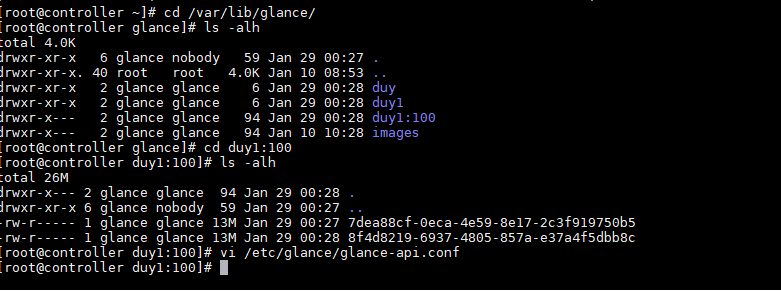 [root@controller ~]# cd /var/lib/glance/
[root@controller glance]# ls -alh
total 4.0K
drwxr-xr-x   6 glance nobody   59 Jan 29 00:27 .
drwxr-xr-x. 40 root   root   4.0K Jan 10 08:53 ..
drwxr-xr-x   2 glance glance    6 Jan 29 00:28 duy
drwxr-xr-x   2 glance glance    6 Jan 29 00:28 duy1
drwxr-x---   2 glance glance   94 Jan 29 00:28 duy1:100
drwxr-x---   2 glance glance   94 Jan 10 10:28 images
[root@controller glance]# cd duy1:100
[root@controller duy1:100]# ls -alh
total 26M
drwxr-x--- 2 glance glance  94 Jan 29 00:28 .
drwxr-xr-x 6 glance nobody  59 Jan 29 00:27 ..
-rw-r----- 1 glance glance 13M Jan 29 00:27 7dea88cf-0eca-4e59-8e17-2c3f919750b5
-rw-r----- 1 glance glance 13M Jan 29 00:28 8f4d8219-6937-4805-857a-e37a4f5dbb8c
[root@controller duy1:100]# vi /etc/glance/glance-api.conf
[root@controller duy1:100]#